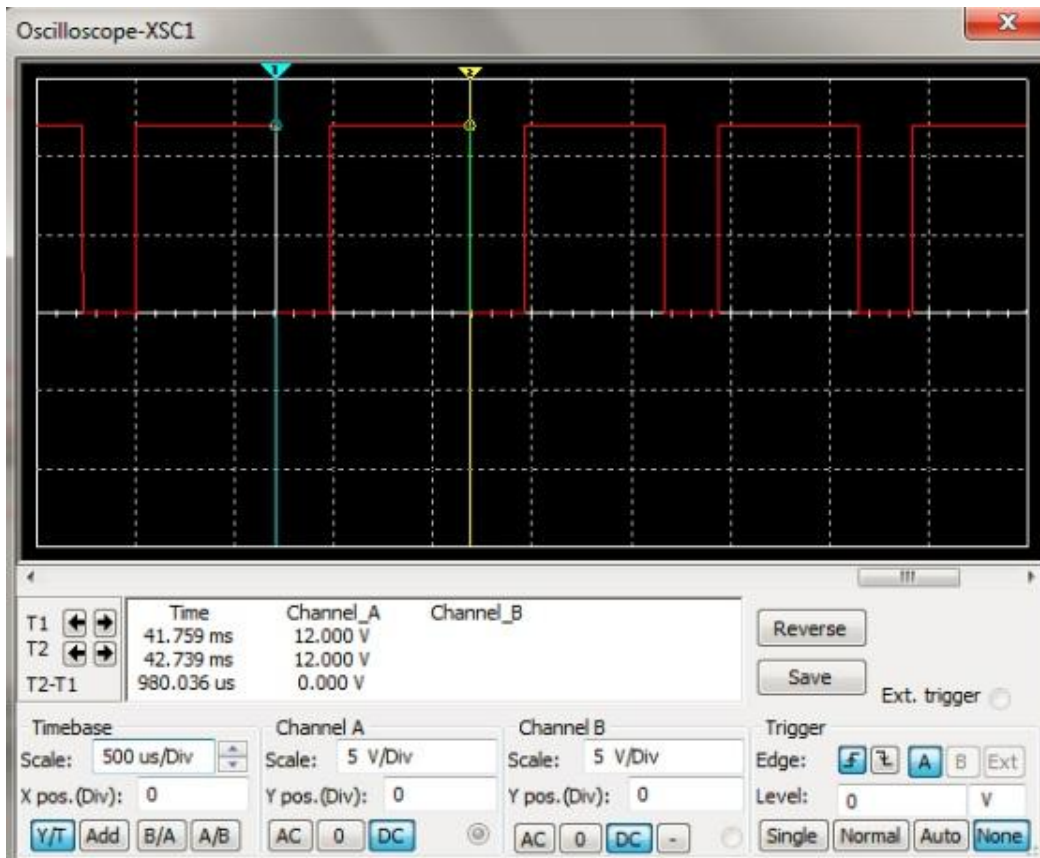 Oscilloscope-XSC1
X
1
2
Time Channel_A Channel_B
T1 41.759 ms 12.000 V
T2 42.739 ms 12.000 V
T2-T1 980.036 us 0.000 V
Reverse
Save
Ext. trigger
Timebase Channel A Channel B Trigger
Scale: 500 us/Div Scale: 5 V/Div Scale: 5 V/Div Edge: A B Ext
X pos.(Div): 0 Y pos.(Div): 0 Y pos.(Div): 0 Level: 0 V
Y/T Add B/A A/B AC 0 DC AC 0 DC - Single Normal Auto None